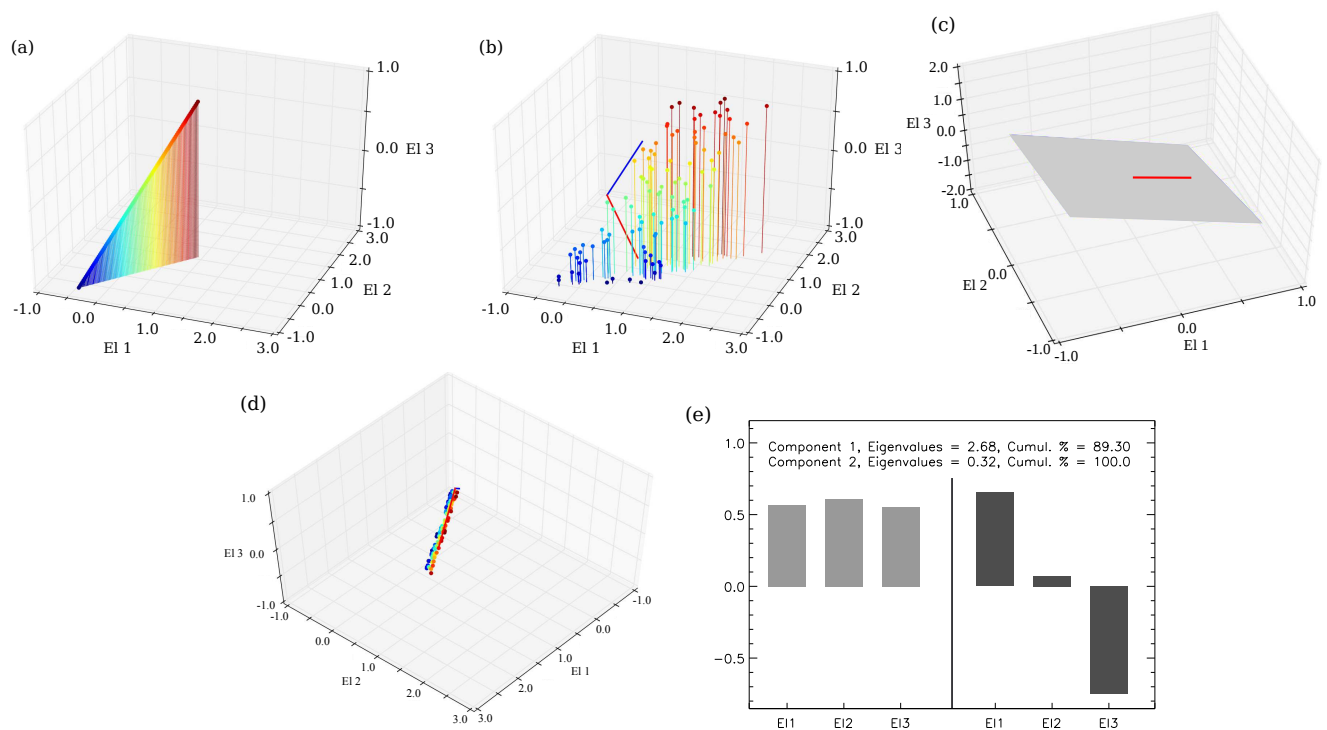 (a)
1.0
0.0
El 3
-1.0
3.0
2.0
1.0
El 2
0.0
-1.0
-1.0
0.0
1.0
2.0
3.0
El 1
(b)
1.0
0.0
El 3
-1.0
3.0
2.0
1.0
El 2
0.0
-1.0
-1.0
0.0
1.0
2.0
3.0
El 1
(c)
2.0
1.0
El 3
0.0
-1.0
-2.0
1.0
0.0
El 2
-1.0
-1.0
0.0
1.0
El 1
(d)
1.0
El 3 0.0
-1.0
-1.0
0.0
1.0
El 2
2.0
3.0
3.0
2.0
1.0
El 1
0.0
-1.0
(e)
1.0
0.5
0.0
−0.5
Component 1, Eigenvalues = 2.68, Cumul. % = 89.30
Component 2, Eigenvalues = 0.32, Cumul. % = 100.0
El1 El2 El3 El1 El2 El3